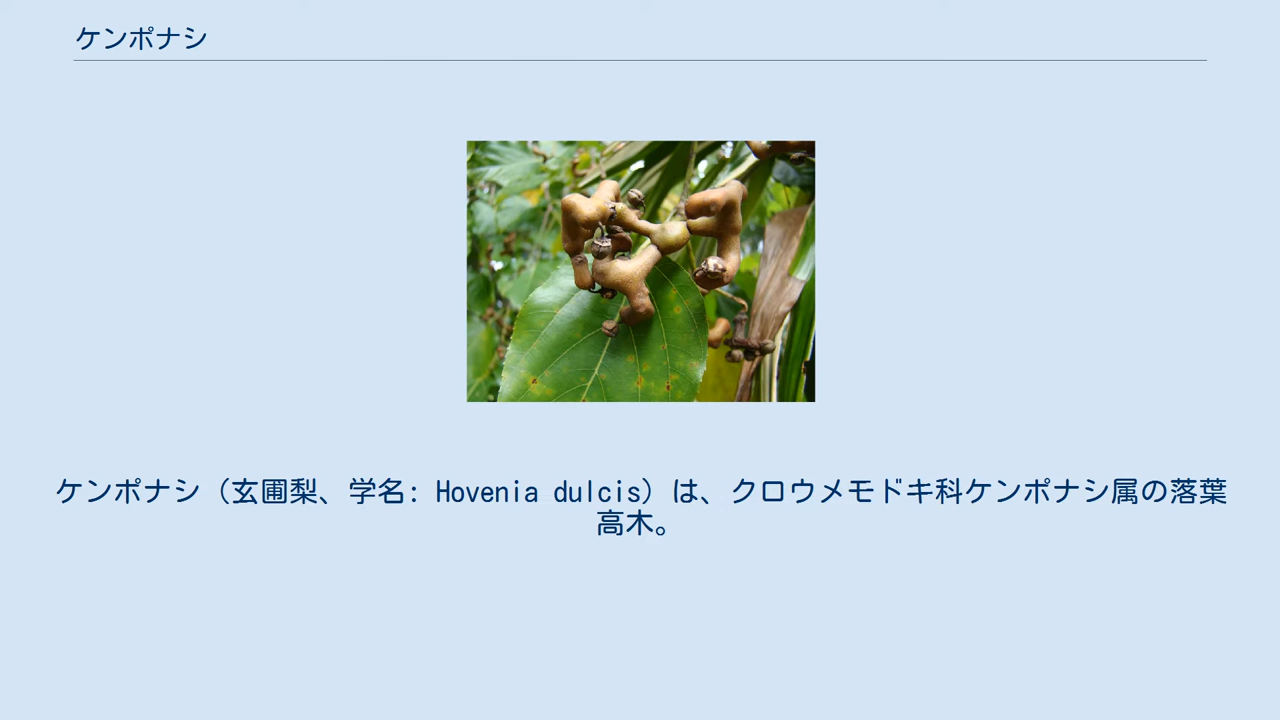 ケンポナシ
ケンポナシ（玄圃梨、学名: Hovenia dulcis）は、クロウメモドキ科ケンポナシ属の落葉
高木。